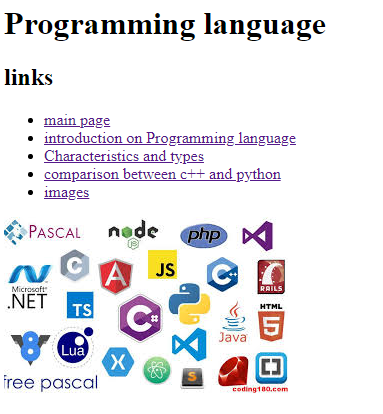 Programming language
links
main page
introduction on Programming language
Characteristics and types
comparison between c++ and python
images
PASCAL
node
JS
php
Microsoft®
.NET
C
A
JS
C++
RAILS
TS
C#
Java
HTML
5
8
Lua
free pascal
S
coding180.com